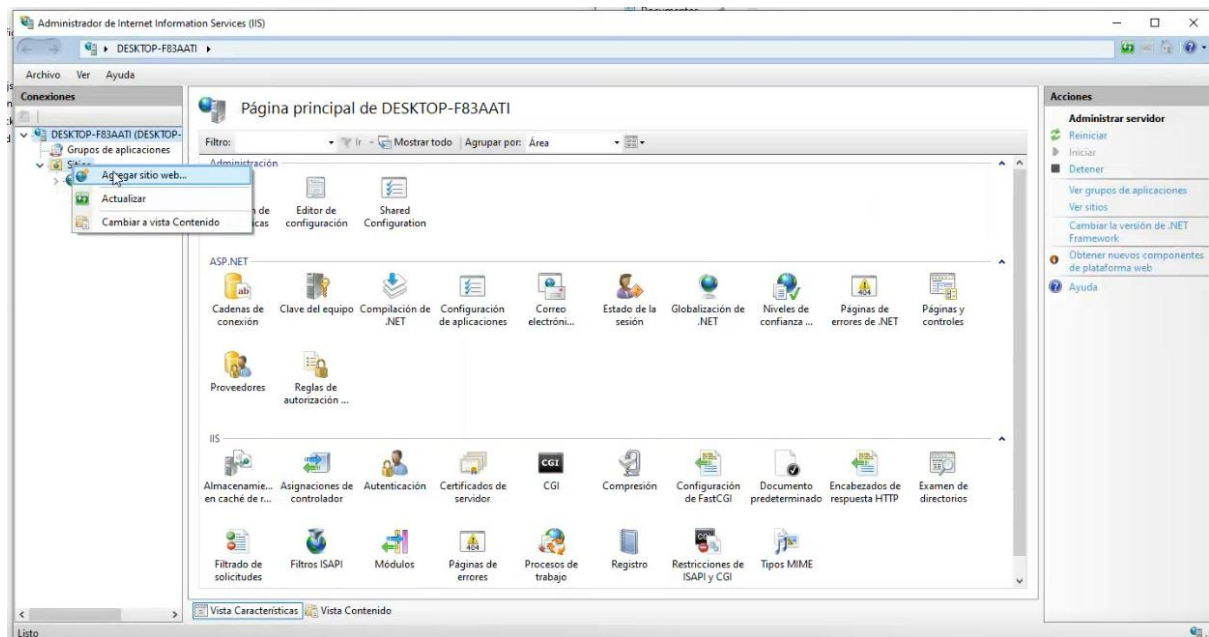 Documentos
Administrador de Internet Information Services (IIS)
DESKTOP-F83AATI
Archivo Ver Ayuda
Conexiones
DESKTOP-F83AATI (DESKTOP-
Grupos de aplicaciones
Sitios
Agregar sitio web...
Actualizar
Cambiar a vista Contenido
Página principal de DESKTOP-F83AATI
Filtro: Ir Mostrar todo Agrupar por: Área
Administración
Editor de configuración
Shared Configuration
ASP.NET
Cadenas de conexión
Clave del equipo
Compilación de .NET
Configuración de aplicaciones
Correo electróni...
Estado de la sesión
Globalización de .NET
Niveles de confianza ...
Páginas de errores de .NET
Páginas y controles
Proveedores
Reglas de autorización ...
IIS
Almacenamie... en caché de r...
Asignaciones de controlador
Autenticación
Certificados de servidor
CGI
Compresión
Configuración de FastCGI
Documento predeterminado
Encabezados de respuesta HTTP
Examen de directorios
Filtrado de solicitudes
Filtros ISAPI
Módulos
Páginas de errores
Procesos de trabajo
Registro
Restricciones de ISAPI y CGI
Tipos MIME
Vista Características Vista Contenido
Listo
Acciones
Administrar servidor
Reiniciar
Iniciar
Detener
Ver grupos de aplicaciones
Ver sitios
Cambiar la versión de .NET
Framework
Obtener nuevos componentes
de plataforma web
Ayuda